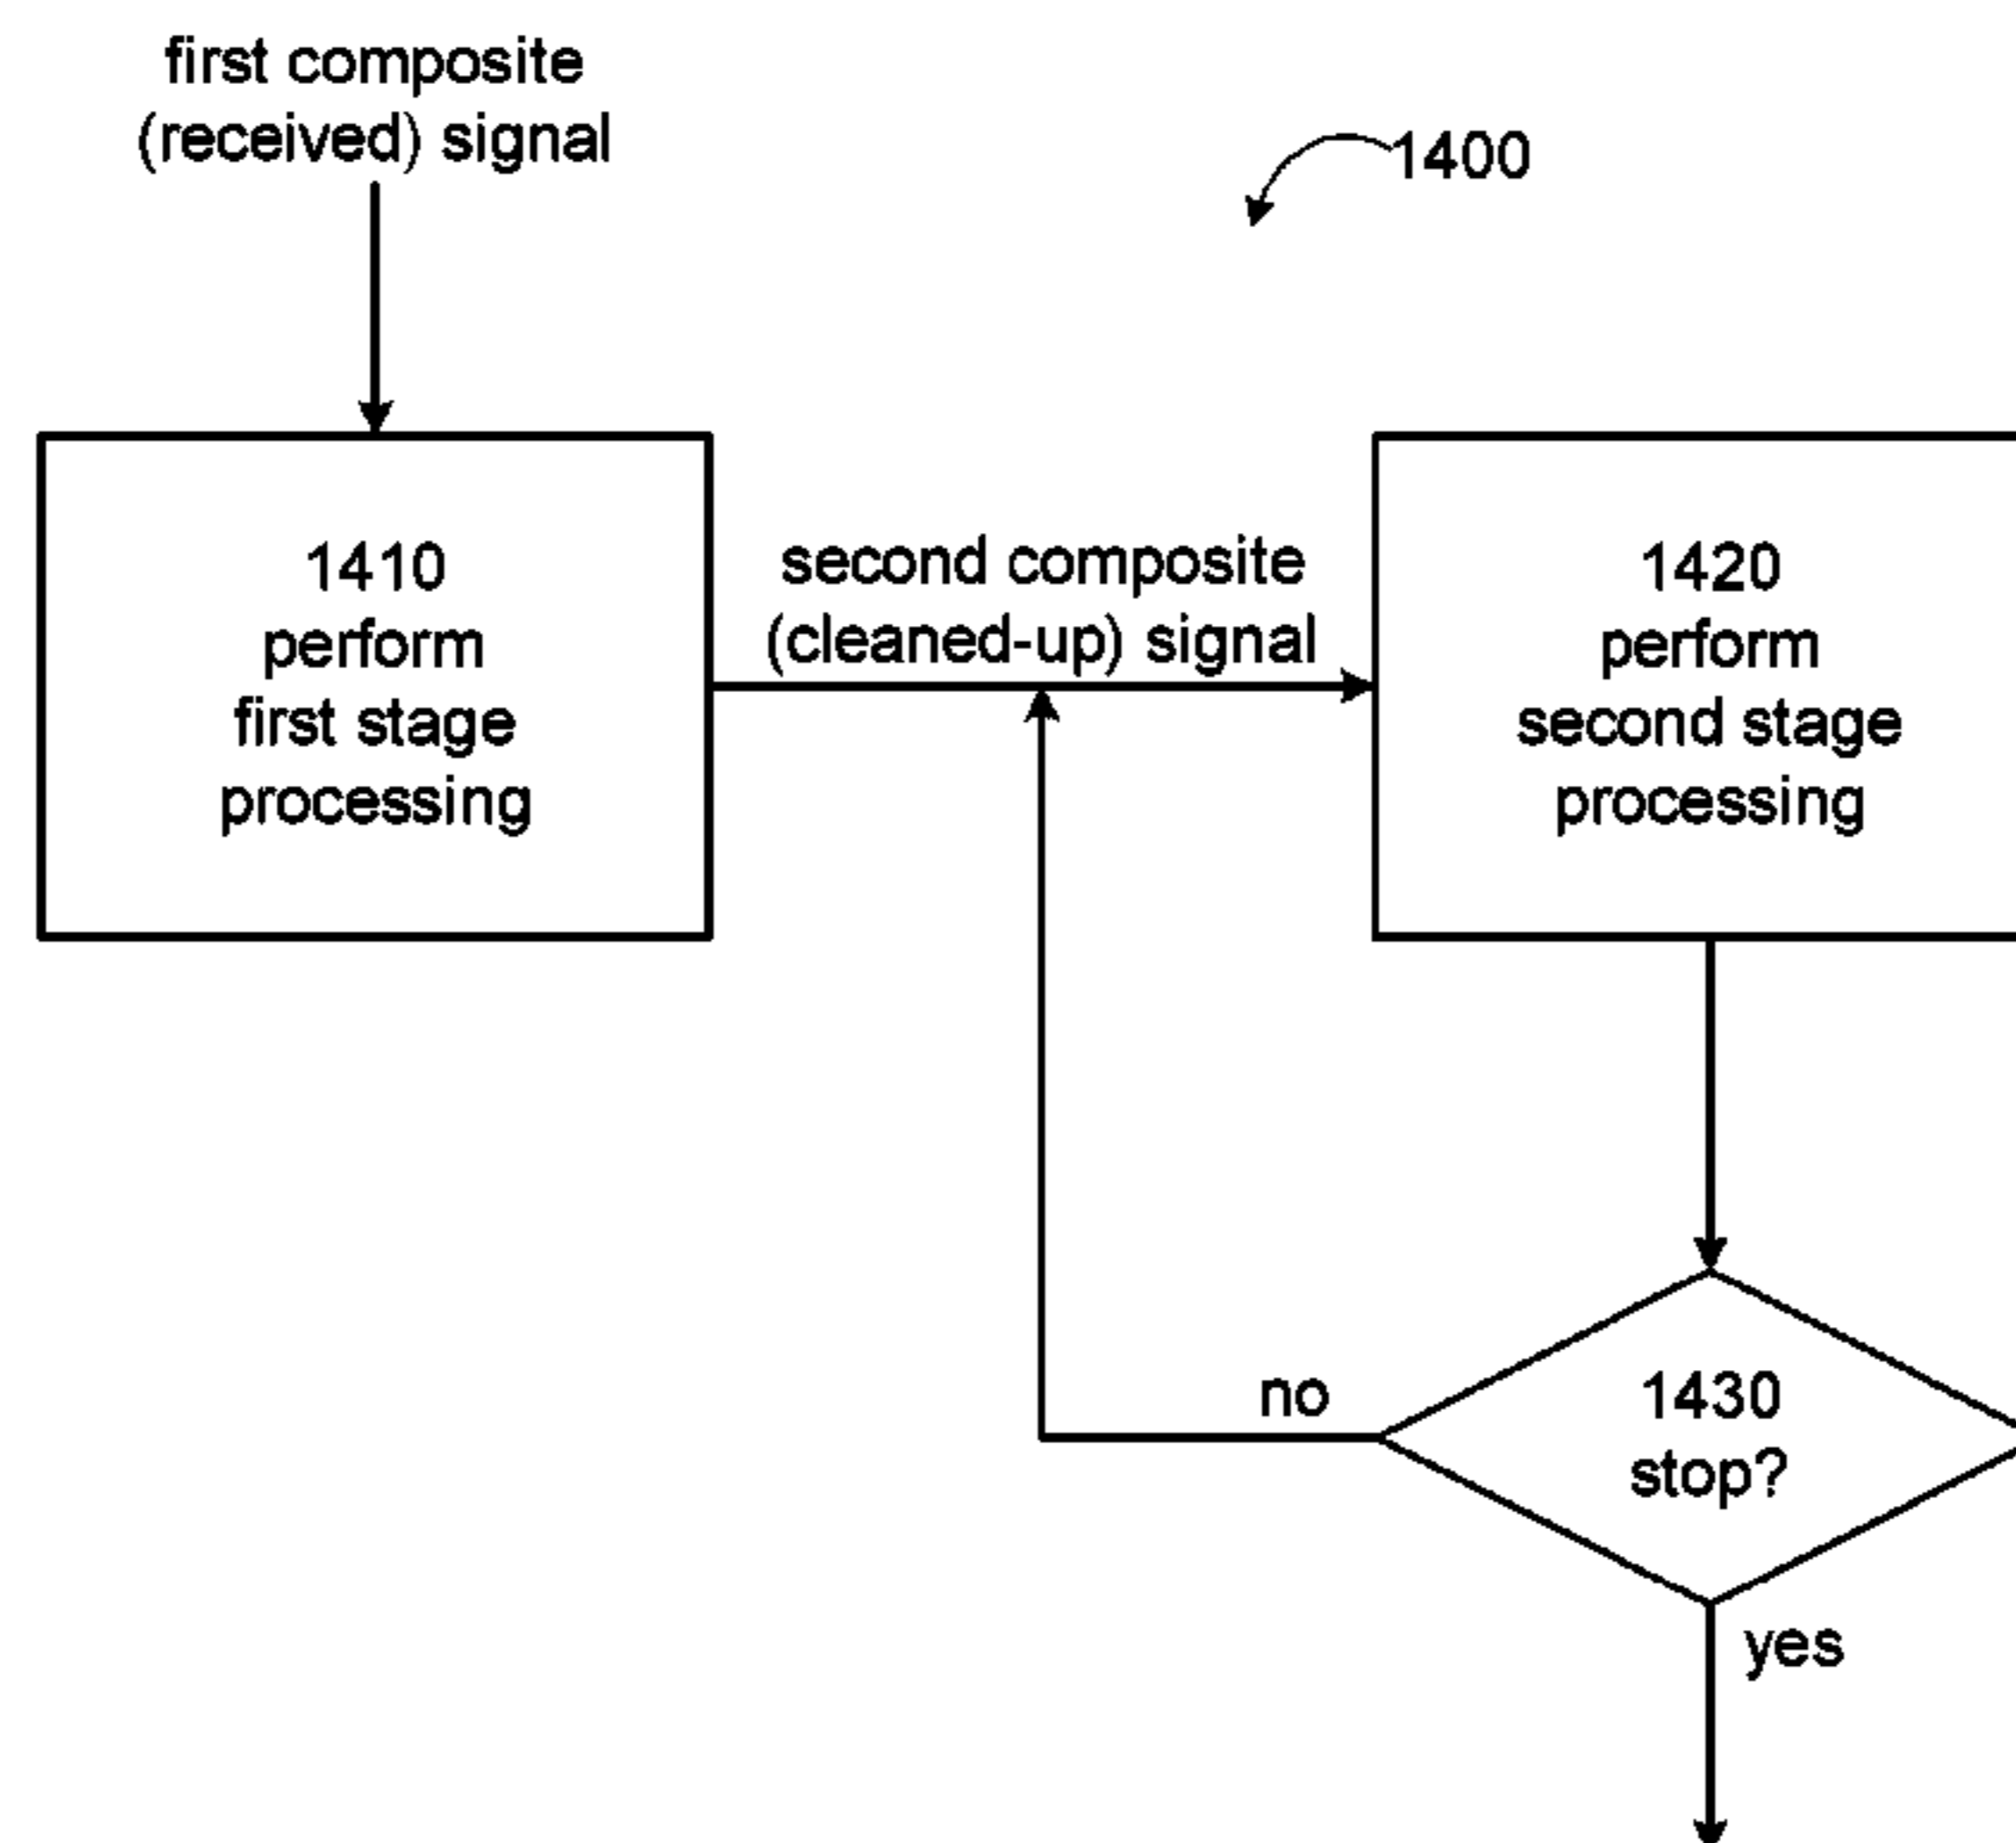 first composite
(received) signal
1400
1410
perform
first stage
processing
second composite
(cleaned-up) signal
1420
perform
second stage
processing
no
1430
stop?
yes